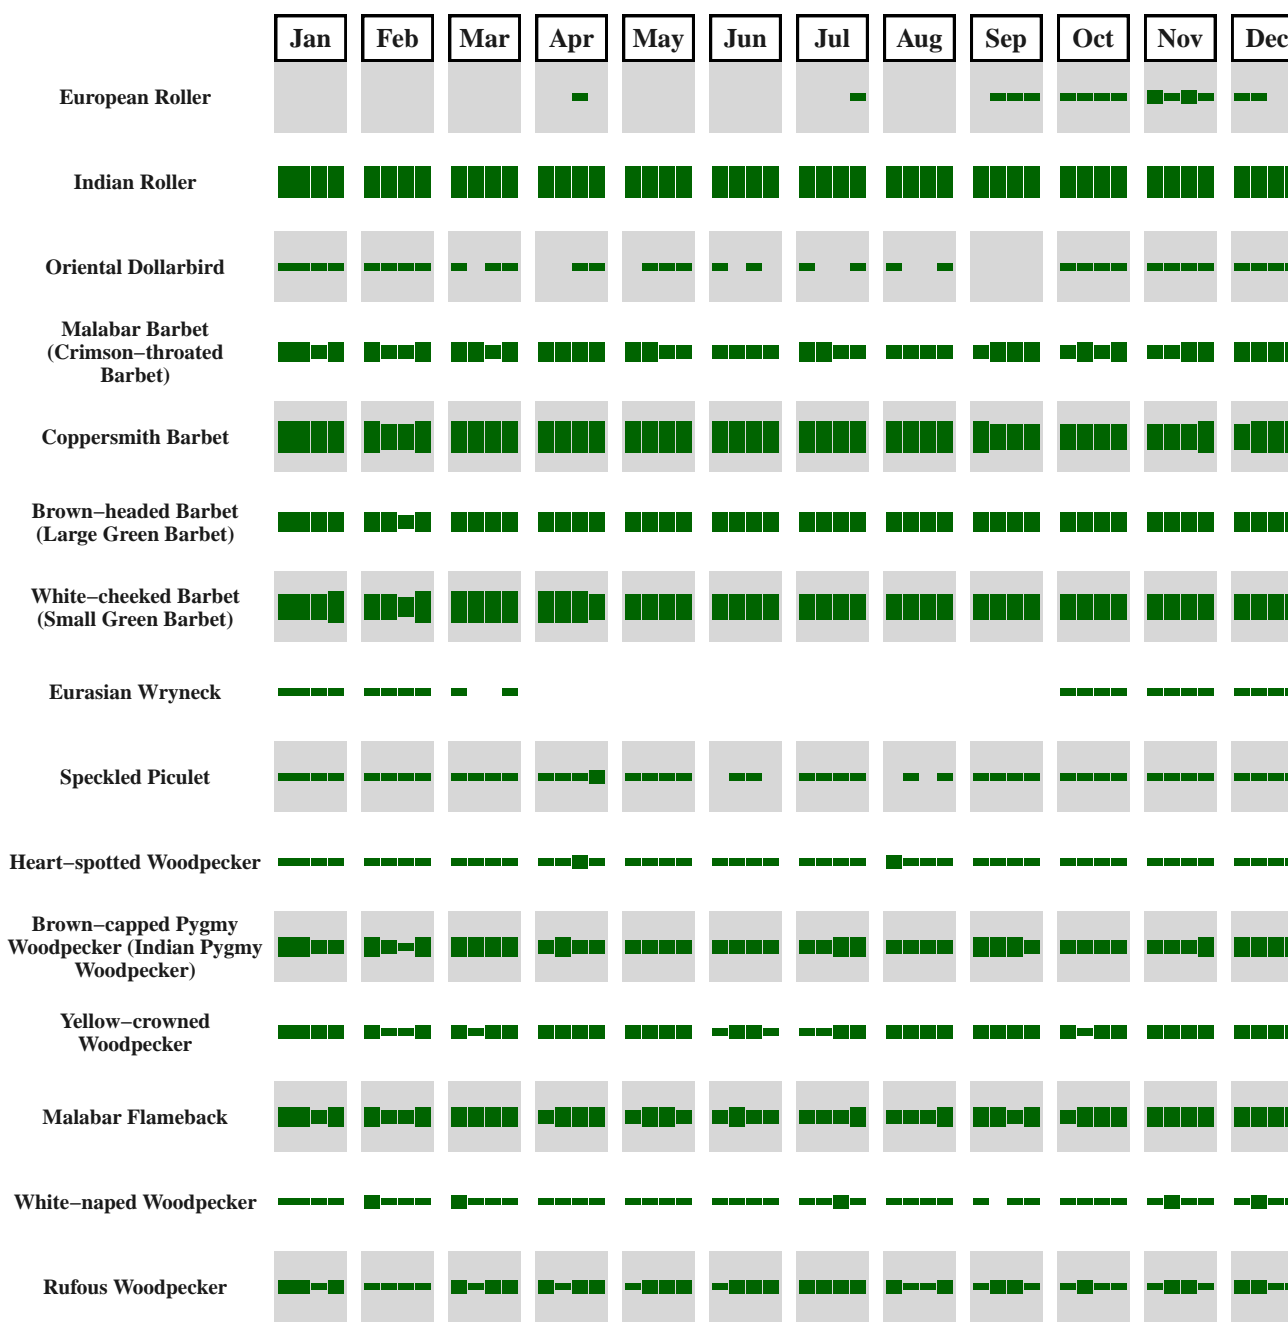 Jan Feb Mar Apr May Jun Jul Aug Sep Oct Nov Dec
European Roller
Indian Roller
Oriental Dollarbird
Malabar Barbet
(Crimson−throated
Barbet)
Coppersmith Barbet
Brown−headed Barbet
(Large Green Barbet)
White−cheeked Barbet
(Small Green Barbet)
Eurasian Wryneck
Speckled Piculet
Heart−spotted Woodpecker
Brown−capped Pygmy
Woodpecker (Indian Pygmy
Woodpecker)
Yellow−crowned
Woodpecker
Malabar Flameback
White−naped Woodpecker
Rufous Woodpecker